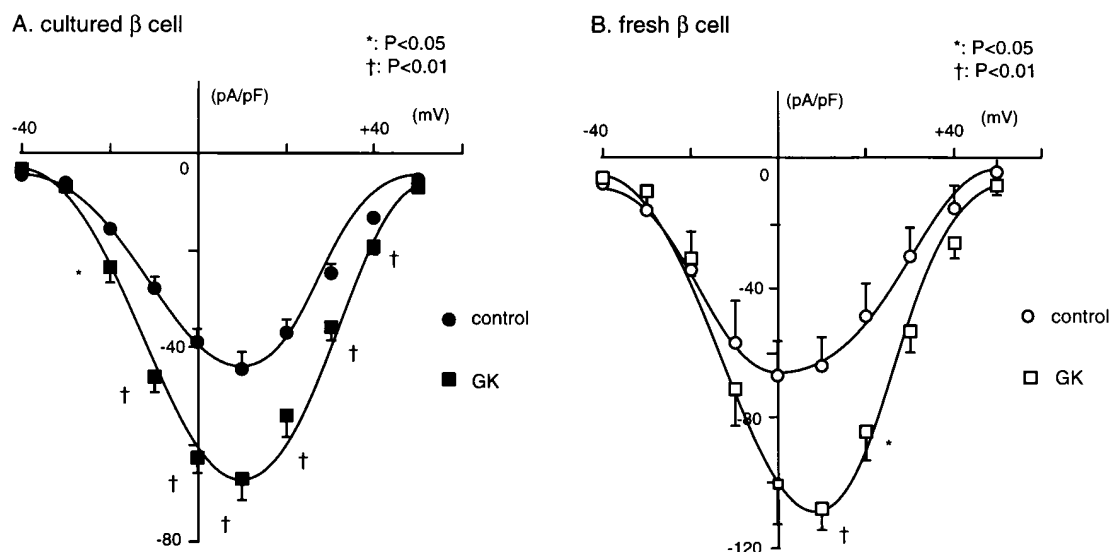 A. cultured β cell
*: P<0.05
†: P<0.01
(pA/pF)
(mV)
-40
+40
0
-40
-80
*
†
†
†
†
†
†
control
GK
B. fresh β cell
*: P<0.05
†: P<0.01
(pA/pF)
(mV)
-40
+40
0
-40
-80
-120
*
†
control
GK